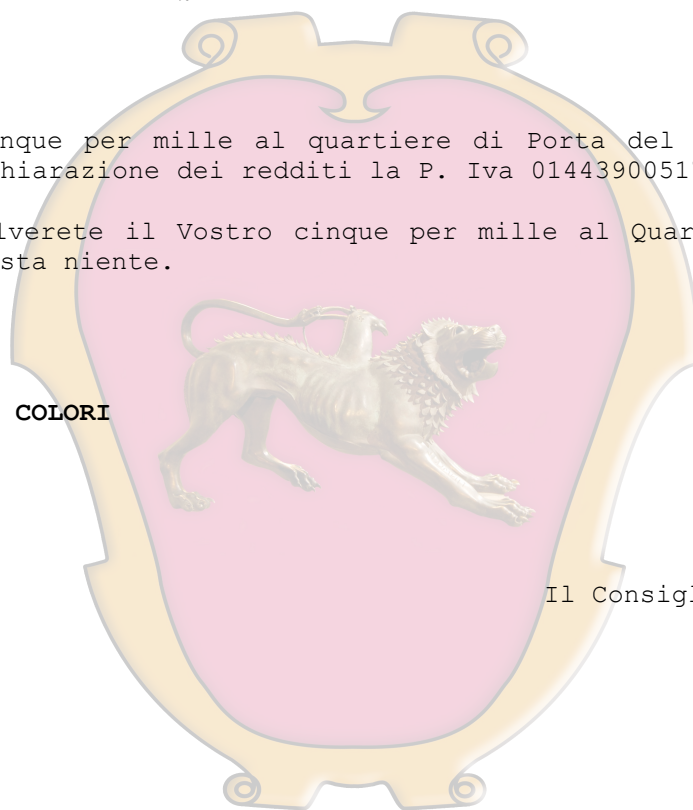 nque per mille al quartiere di Porta del
hiarazione dei redditi la P. Iva 0144390051
lverete il Vostro cinque per mille al Quar
sta niente.
COLORI
Il Consigl